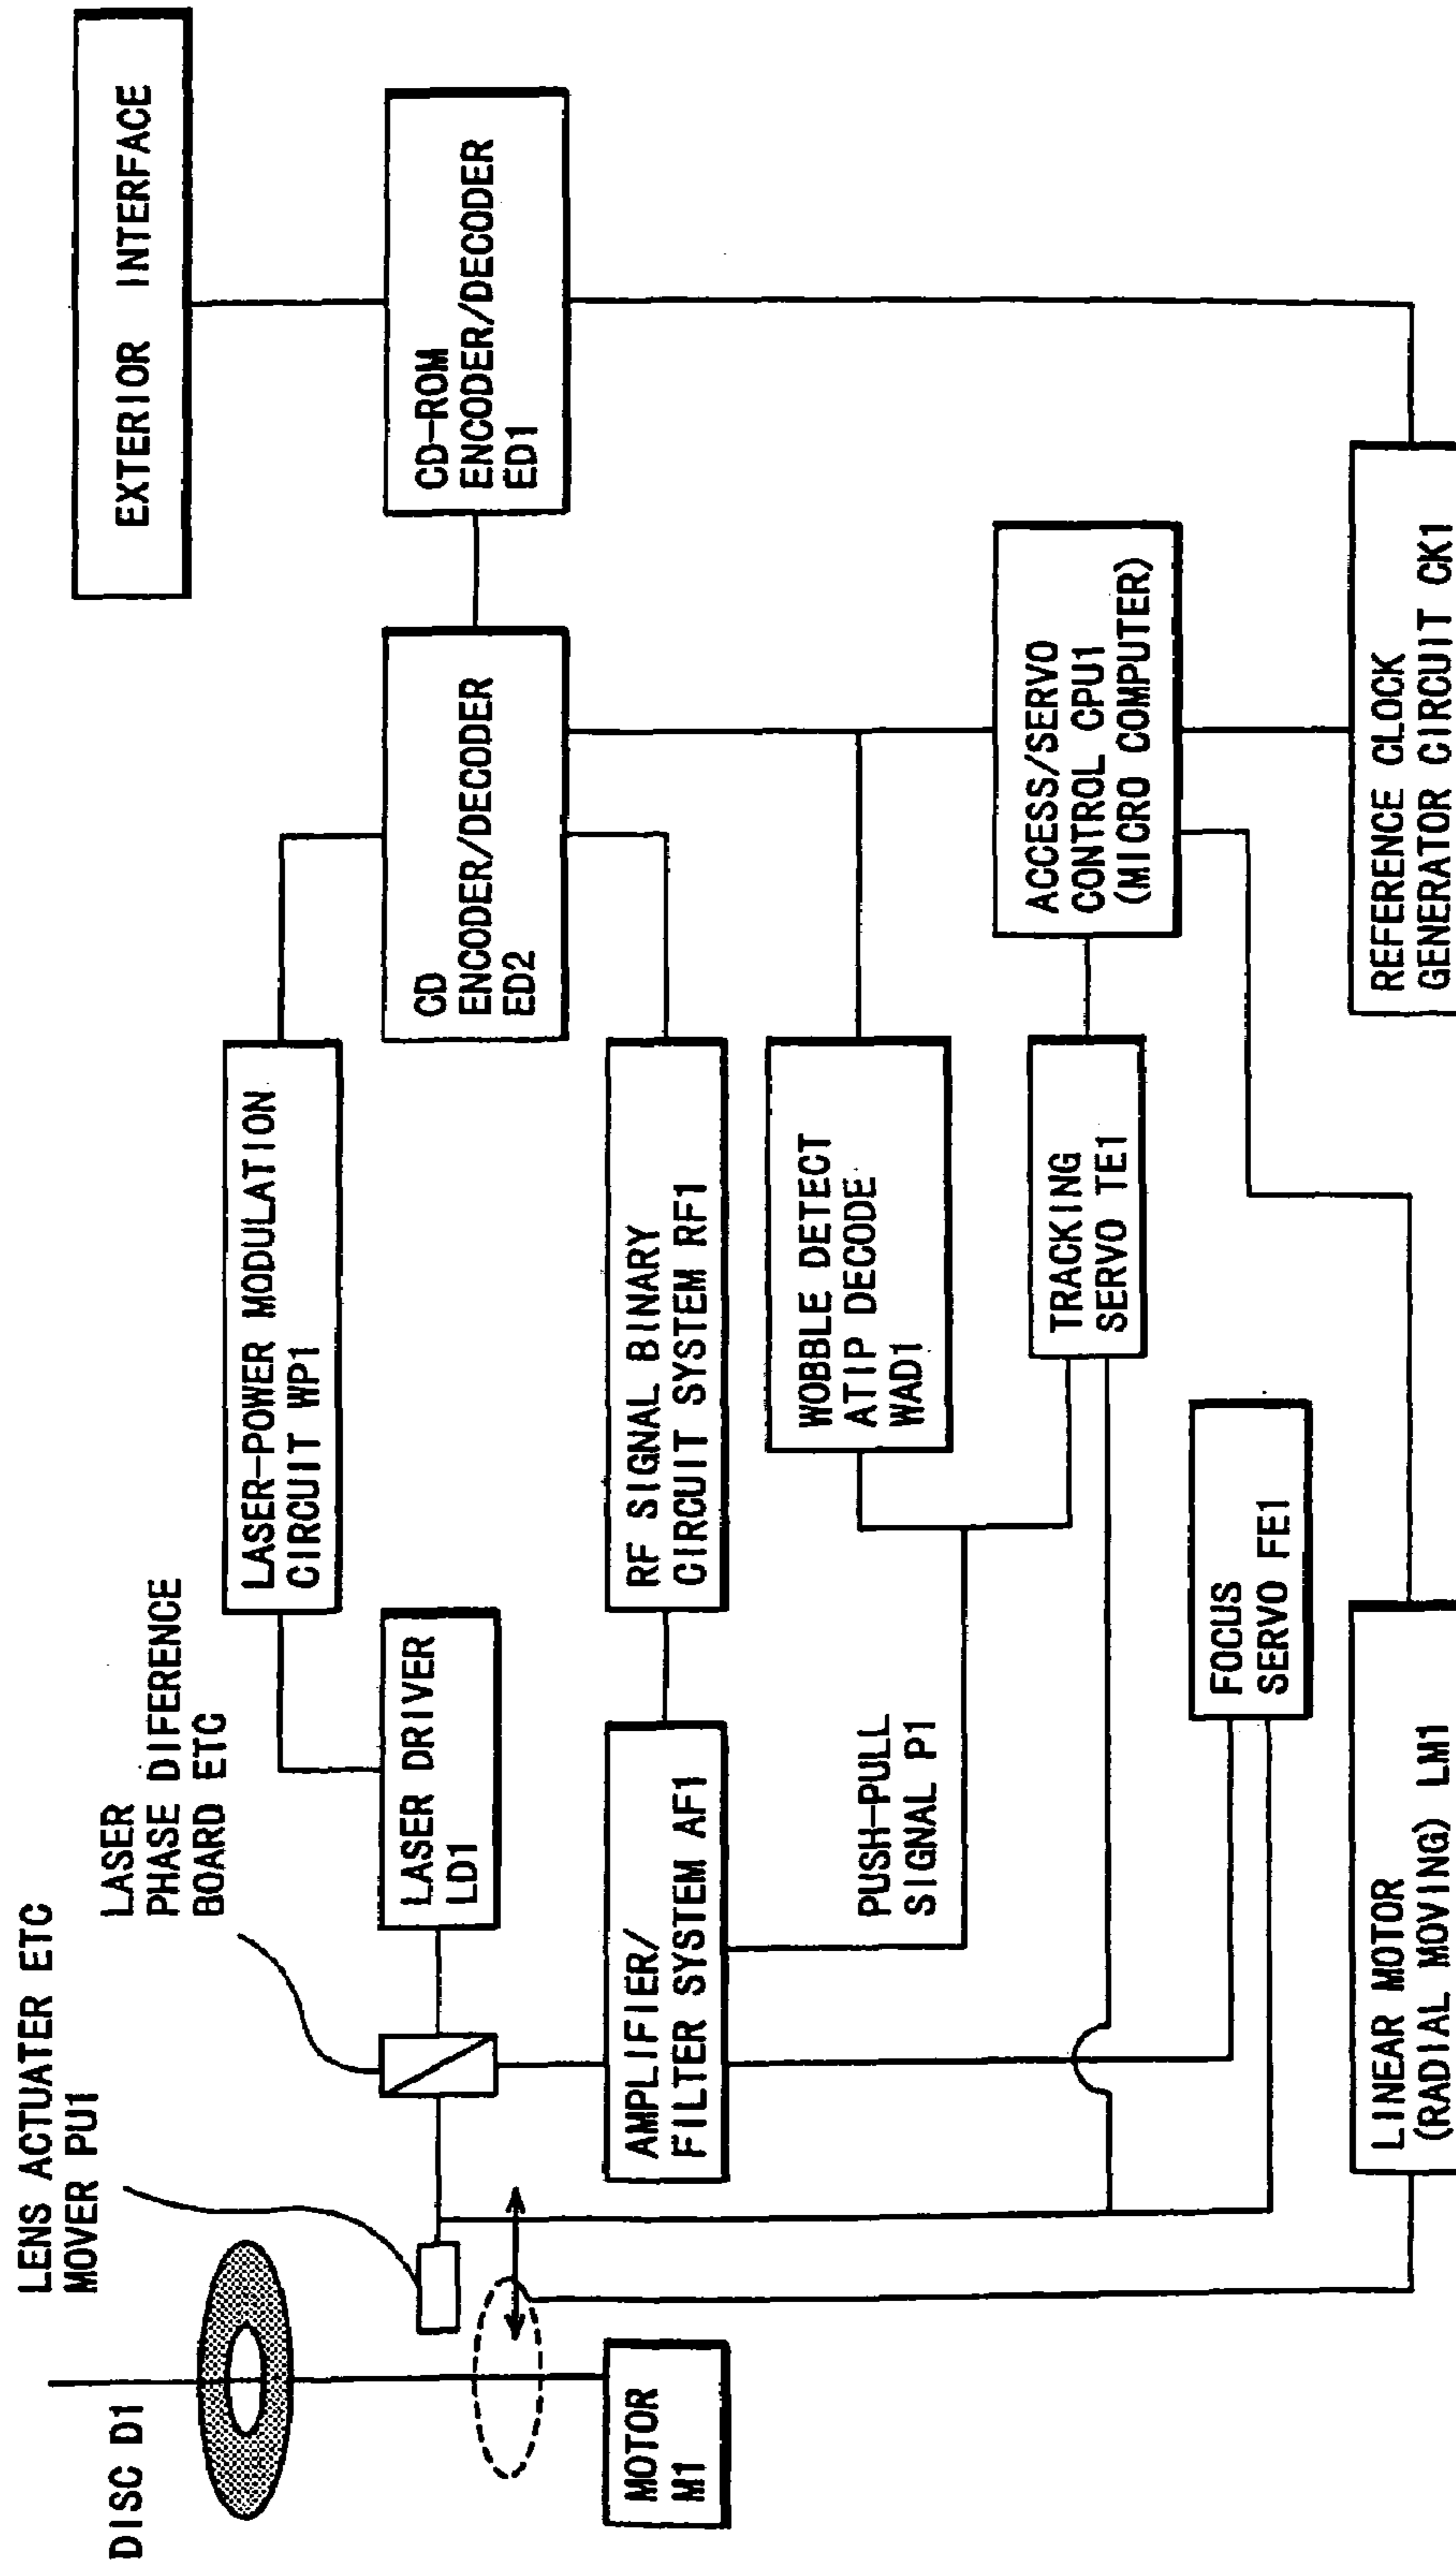 DISC D1
LENS ACTUATER ETC
MOVER PU1
LASER
PHASE DIFERENCE
BOARD ETC
LASER-POWER MODULATION
CIRCUIT WP1
EXTERIOR INTERFACE
LASER DRIVER
LD1
CD
ENCODER/DECODER
ED2
CD-ROM
ENCODER/DECODER
ED1
MOTOR
M1
AMPLIFIER/
FILTER SYSTEM AF1
RF SIGNAL BINARY
CIRCUIT SYSTEM RF1
PUSH-PULL
SIGNAL P1
WOBBLE DETECT
ATIP DECODE
WAD1
TRACKING
SERVO TE1
ACCESS/SERVO
CONTROL CPU1
(MICRO COMPUTER)
FOCUS
SERVO FE1
LINEAR MOTOR
(RADIAL MOVING) LM1
REFERENCE CLOCK
GENERATOR CIRCUIT CK1